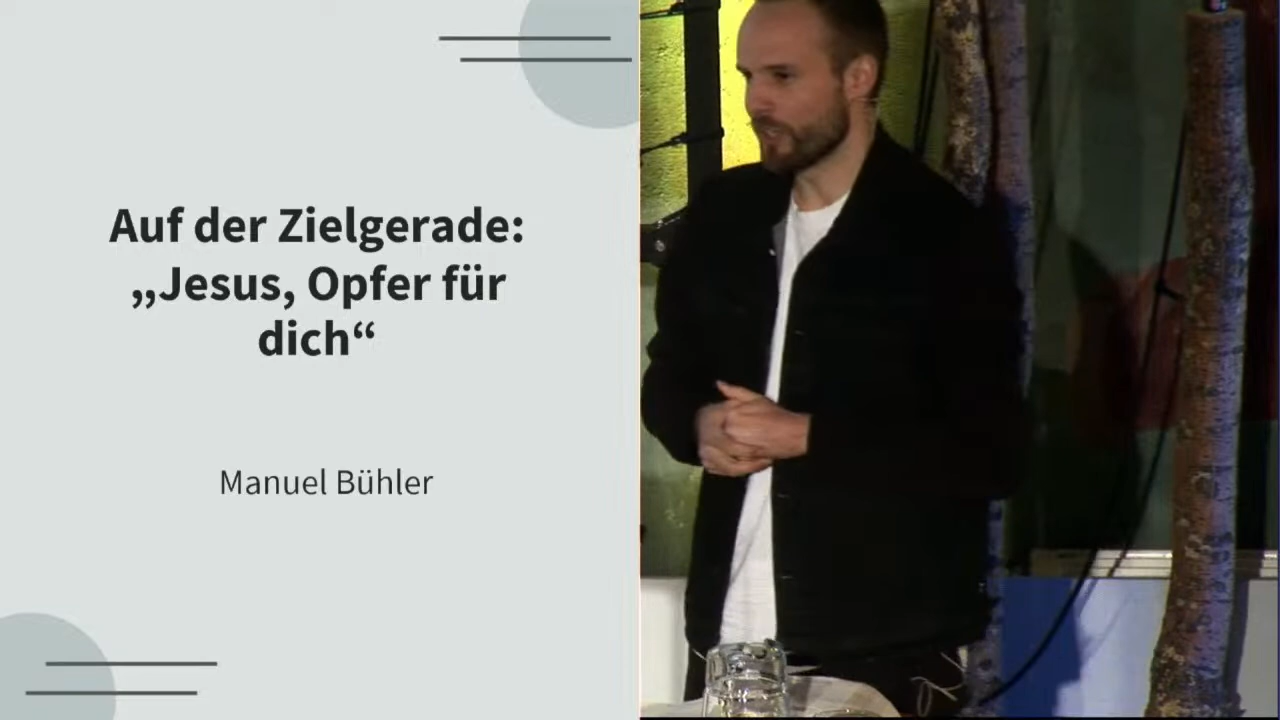 Auf der Zielgerade:
„Jesus, Opfer für
dich“
Manuel Bühler